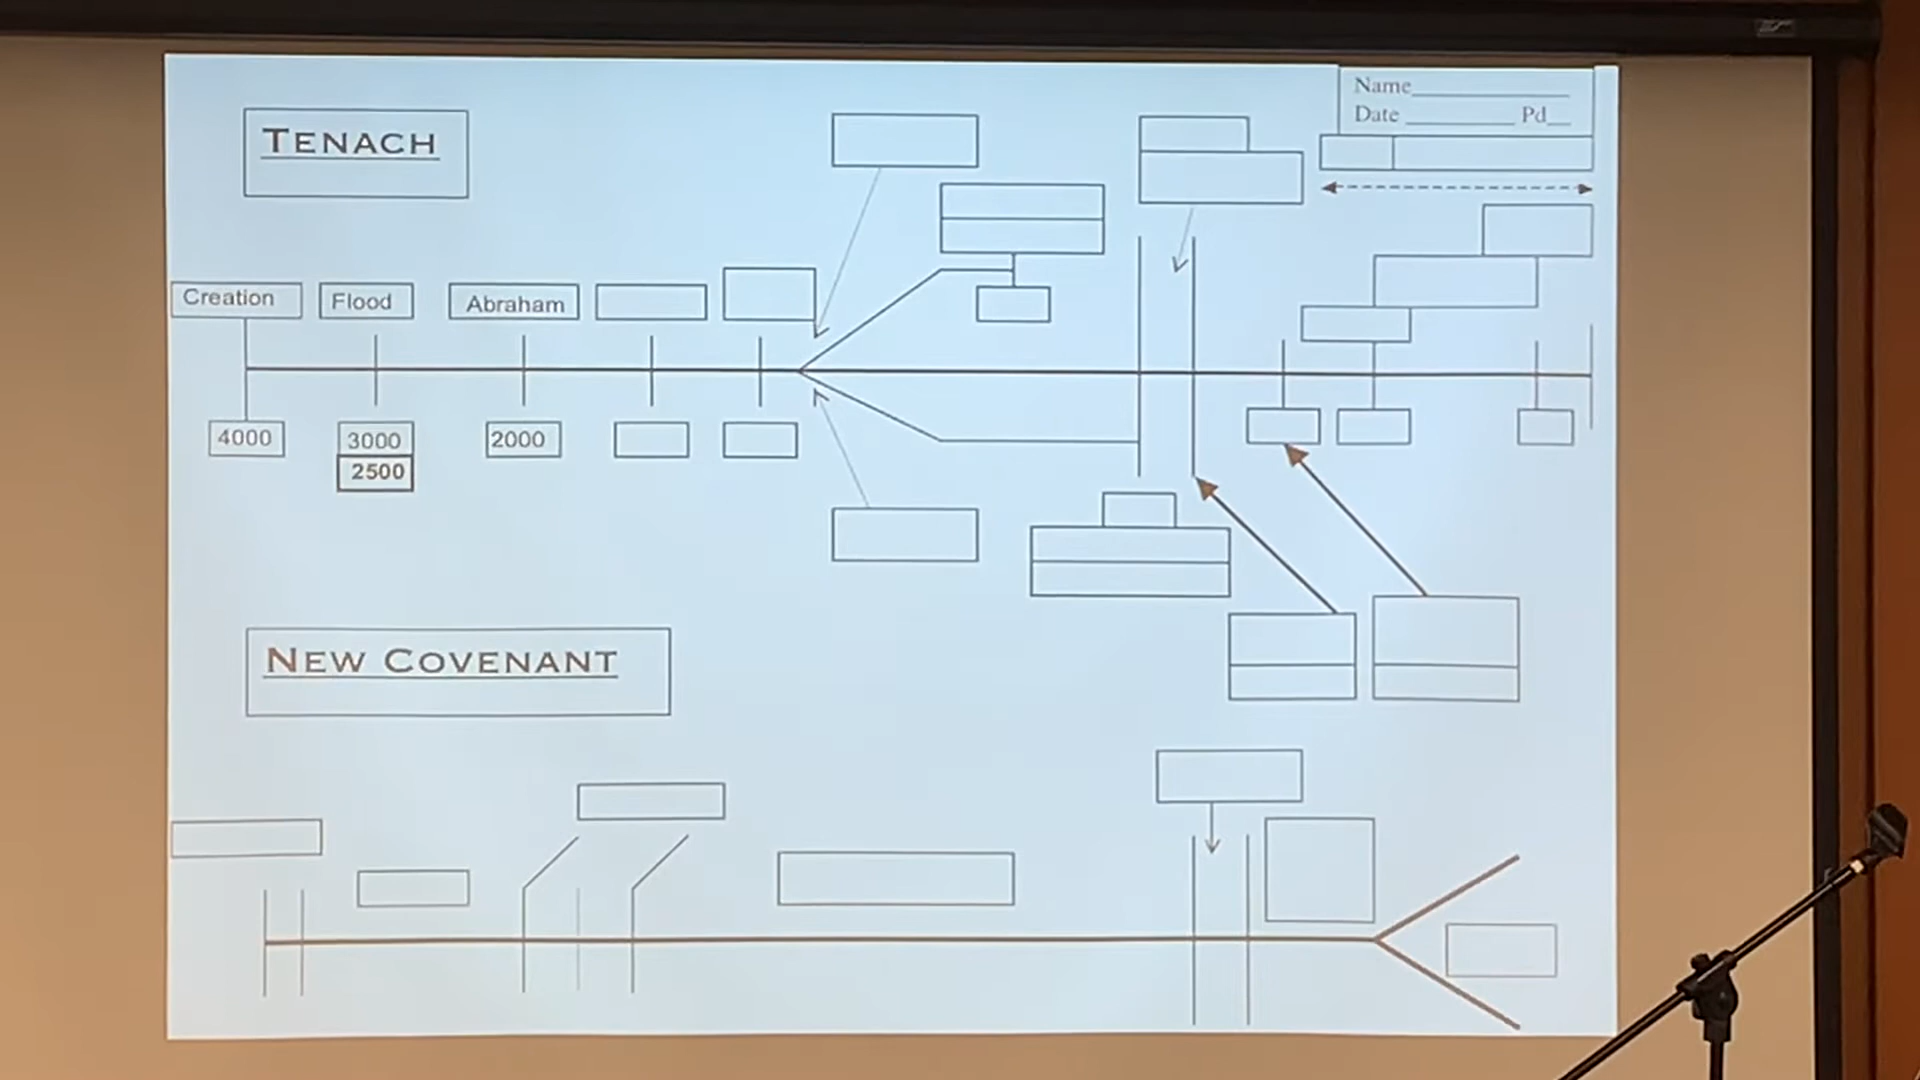 Name
Date Pd
TENACH
Creation
Flood
Abraham
4000
3000
2000
2500
NEW COVENANT